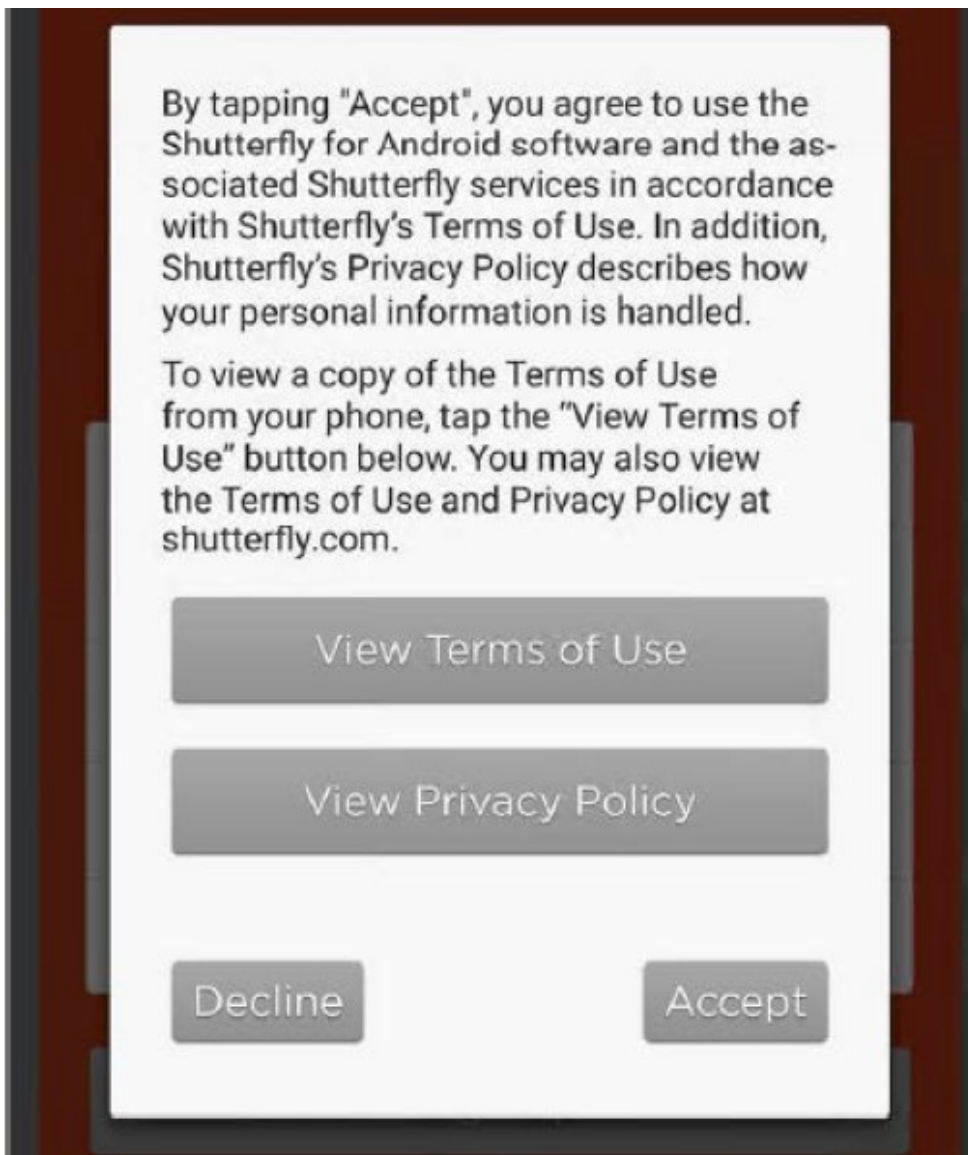 By tapping "Accept", you agree to use the
Shutterfly for Android software and the as-
sociated Shutterfly services in accordance
with Shutterfly’s Terms of Use. In addition,
Shutterfly’s Privacy Policy describes how
your personal information is handled.
To view a copy of the Terms of Use
from your phone, tap the “View Terms of
Use” button below. You may also view
the Terms of Use and Privacy Policy at
shutterfly.com.
View Terms of Use
View Privacy Policy
Decline
Accept